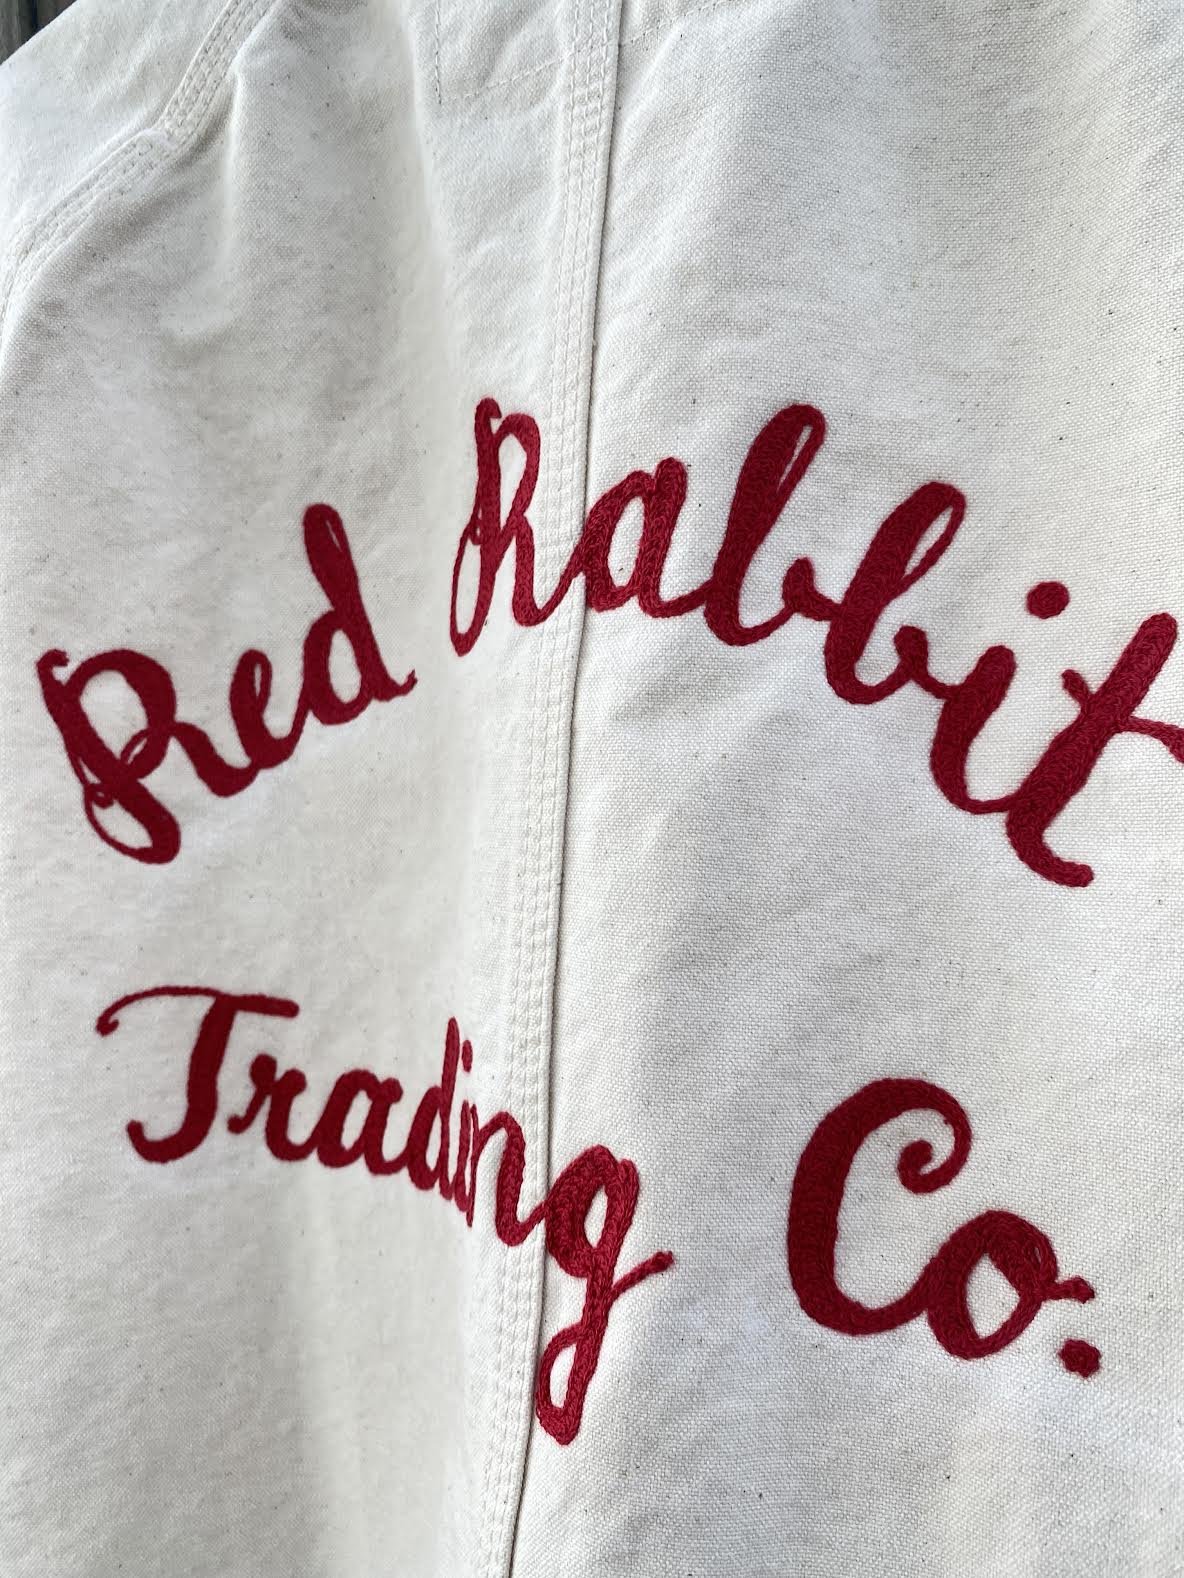 Red Rabbit
Trading Co.